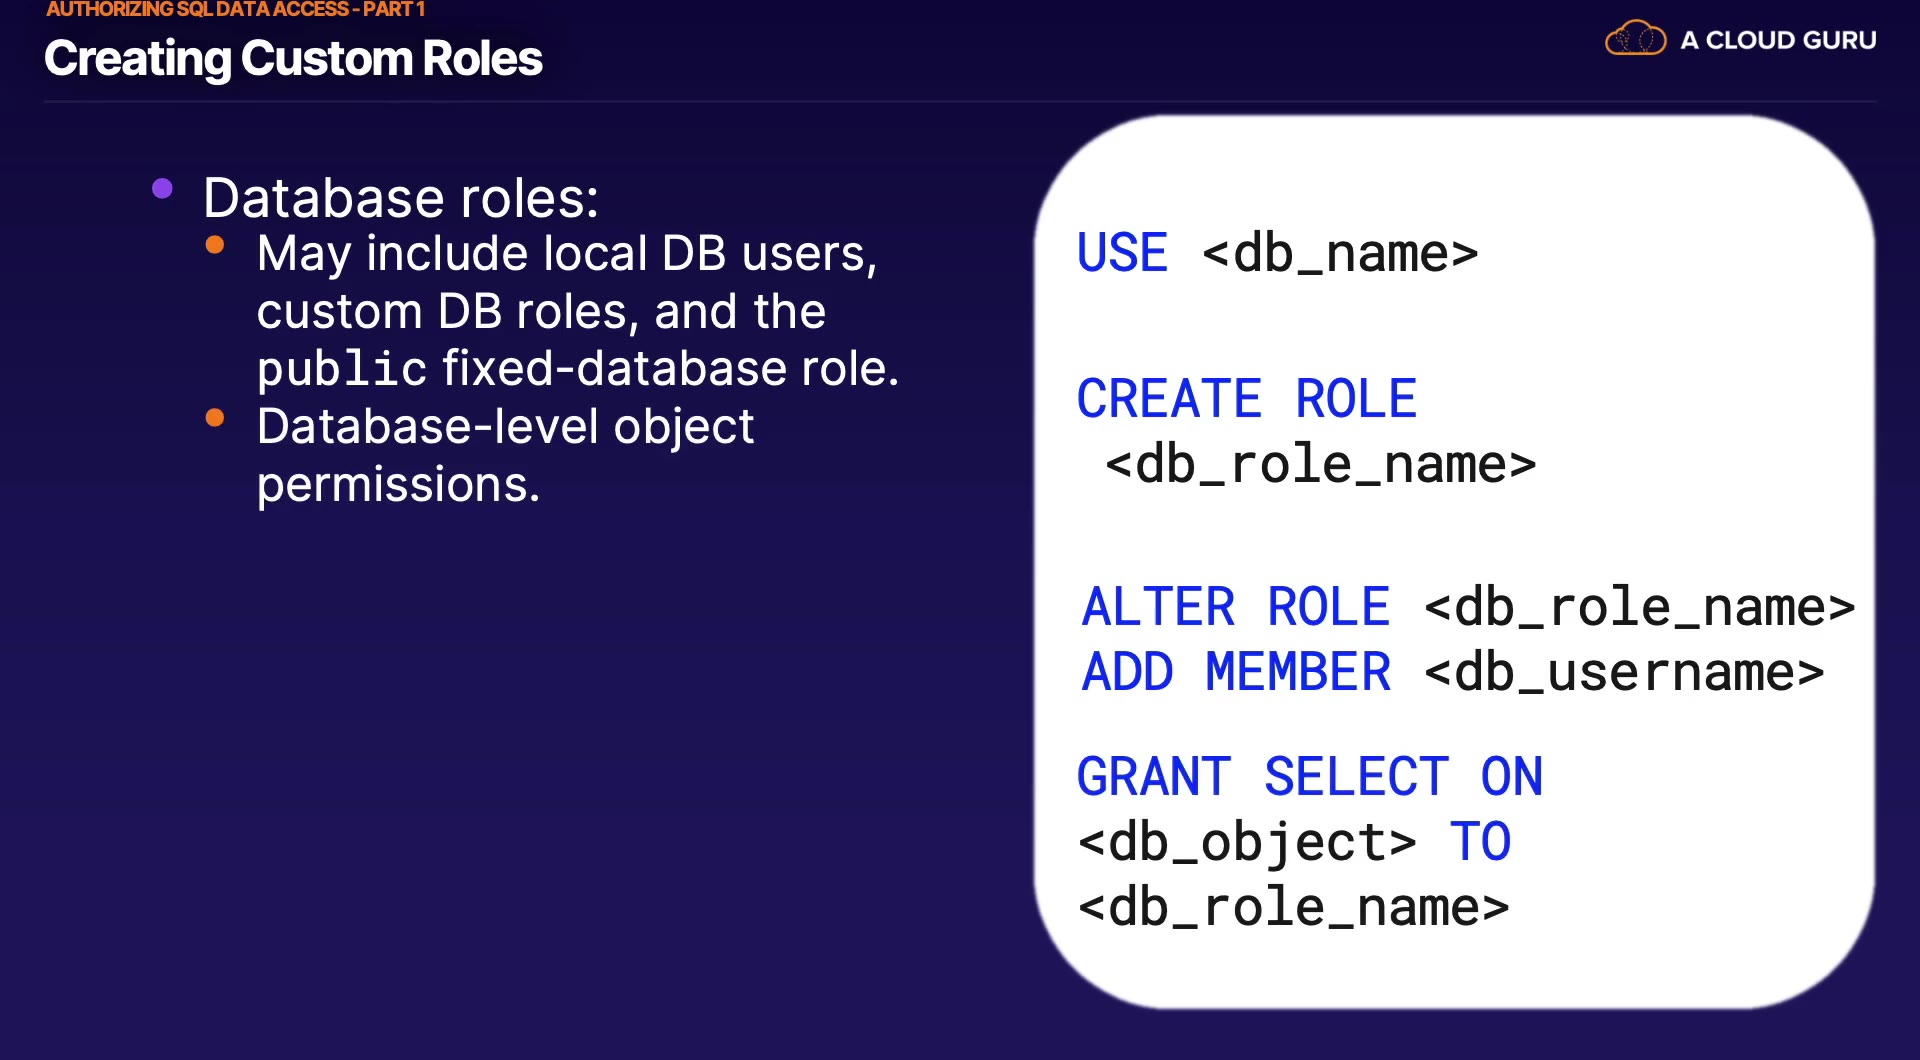 AUTHORIZING SQL DATA ACCESS - PART 1
Creating Custom Roles
A CLOUD GURU
Database roles:
May include local DB users,
custom DB roles, and the
public fixed-database role.
Database-level object
permissions.
USE <db_name>
CREATE ROLE
<db_role_name>
ALTER ROLE <db_role_name>
ADD MEMBER <db_username>
GRANT SELECT ON
<db_object> TO
<db_role_name>